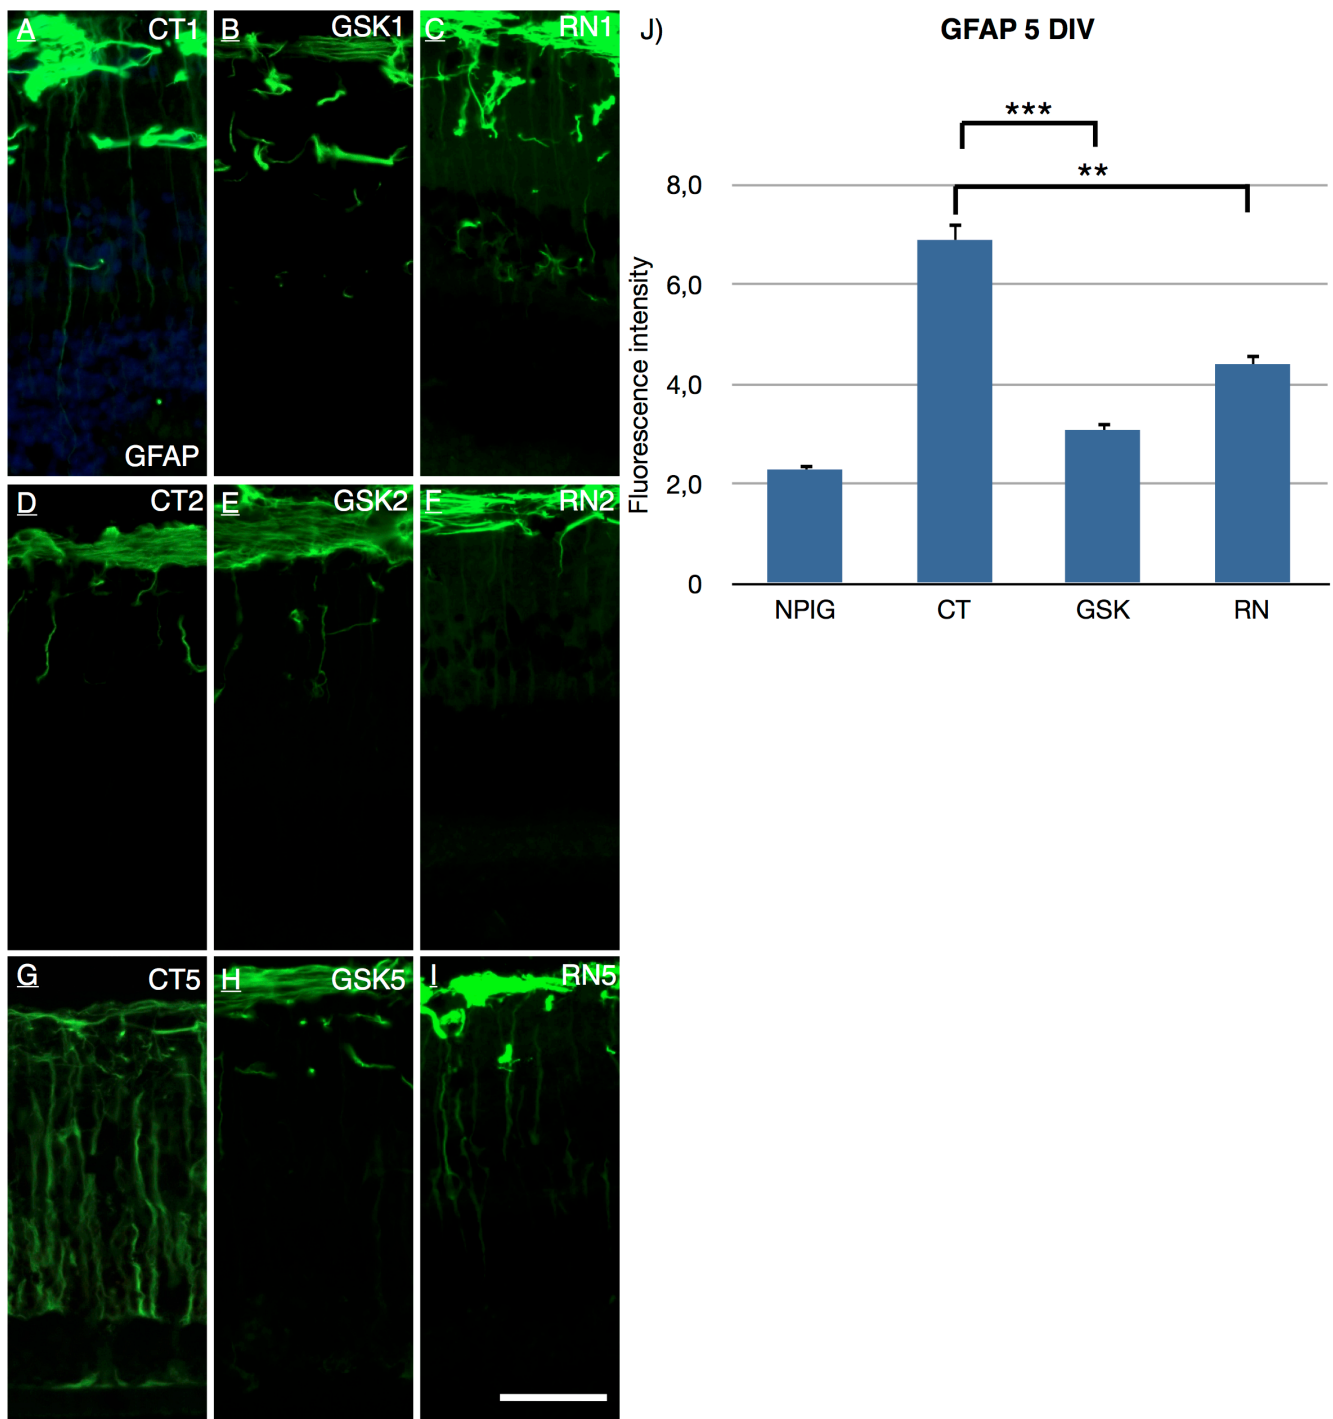 A CT1
GFAP
B GSK1
C RN1
D CT2
E GSK2
F RN2
G CT5
H GSK5
I RN5
J)
GFAP 5 DIV
***
**
Fluorescence intensity
8,0
6,0
4,0
2,0
0
NPIG CT GSK RN